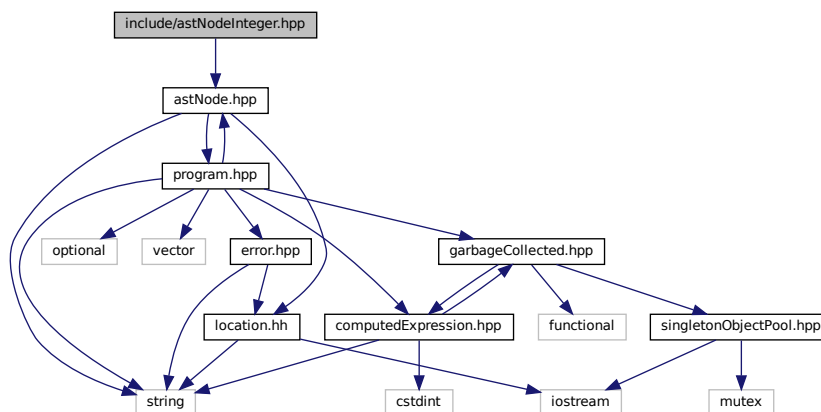 include/astNodeInteger.hpp
astNode.hpp
program.hpp
optional
vector
error.hpp
garbageCollected.hpp
location.hh
computedExpression.hpp
functional
singletonObjectPool.hpp
string
cstdint
iostream
mutex